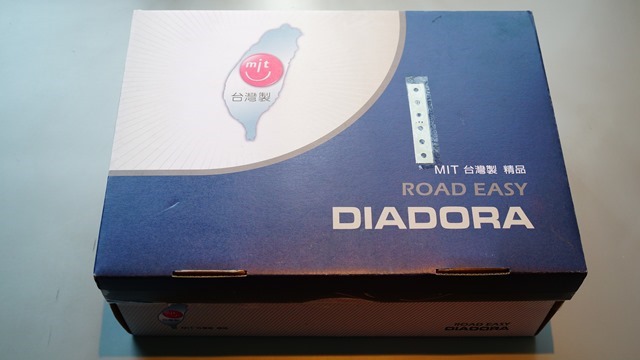 mit
台灣製
MIT 台灣製 精品
ROAD EASY
DIADORA
ROAD EASY
DIADORA